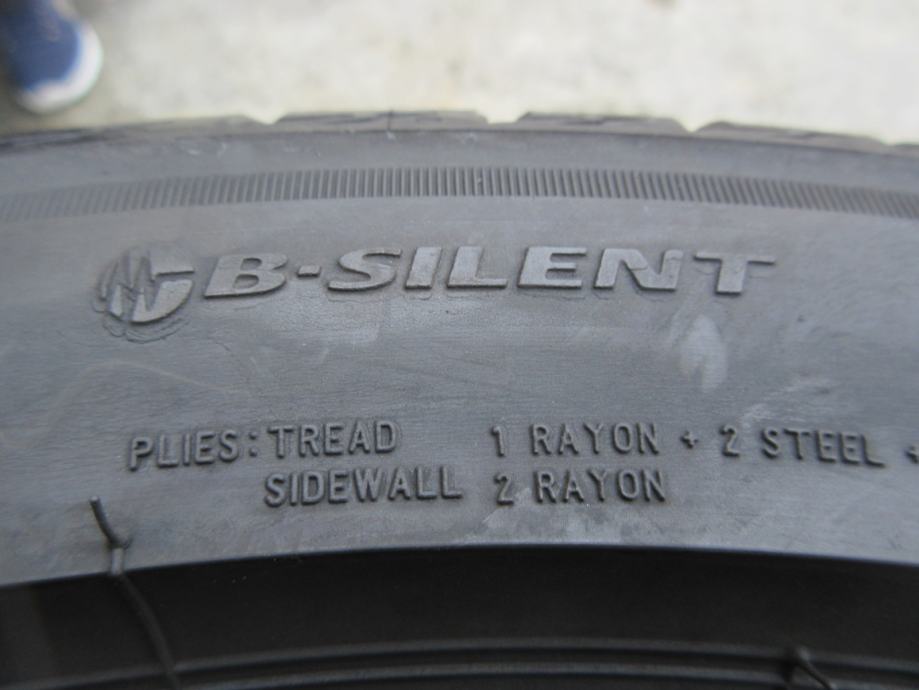 B-SILENT
PLIES: TREAD 1 RAYON + 2 STEEL +
SIDEWALL 2 RAYON